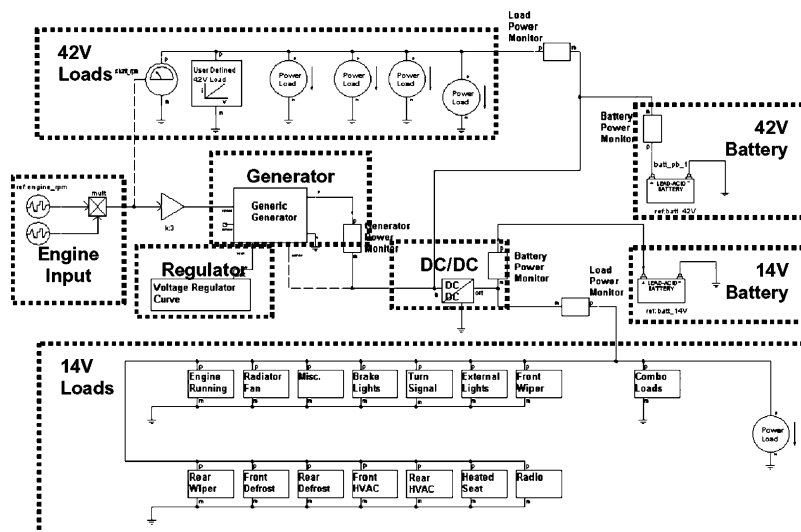 Load Power
Monitor
42V
Loads
User Defined
42V Load
Power
Load
Power
Load
Power
Load
Power
Load
Battery
Power
Monitor
42V
Battery
batt_pb_1
LEAD-ACID
BATTERY
ref:batt_42V
ref:engine_rpm
mult
k:3
Engine
Input
Generator
Generic
Generator
Generator
Power
Monitor
Regulator
Voltage Regulator
Curve
DC/DC
DC
DC
out
Battery
Power
Monitor
Load
Power
Monitor
LEAD-ACID
BATTERY
ref:batt_14V
14V
Battery
14V
Loads
Engine
Running
Radiator
Fan
Misc.
Brake
Lights
Turn
Signal
External
Lights
Front
Wiper
Combo
Loads
Power
Load
Rear
Wiper
Front
Defrost
Rear
Defrost
Front
HVAC
Rear
HVAC
Heated
Seat
Radio